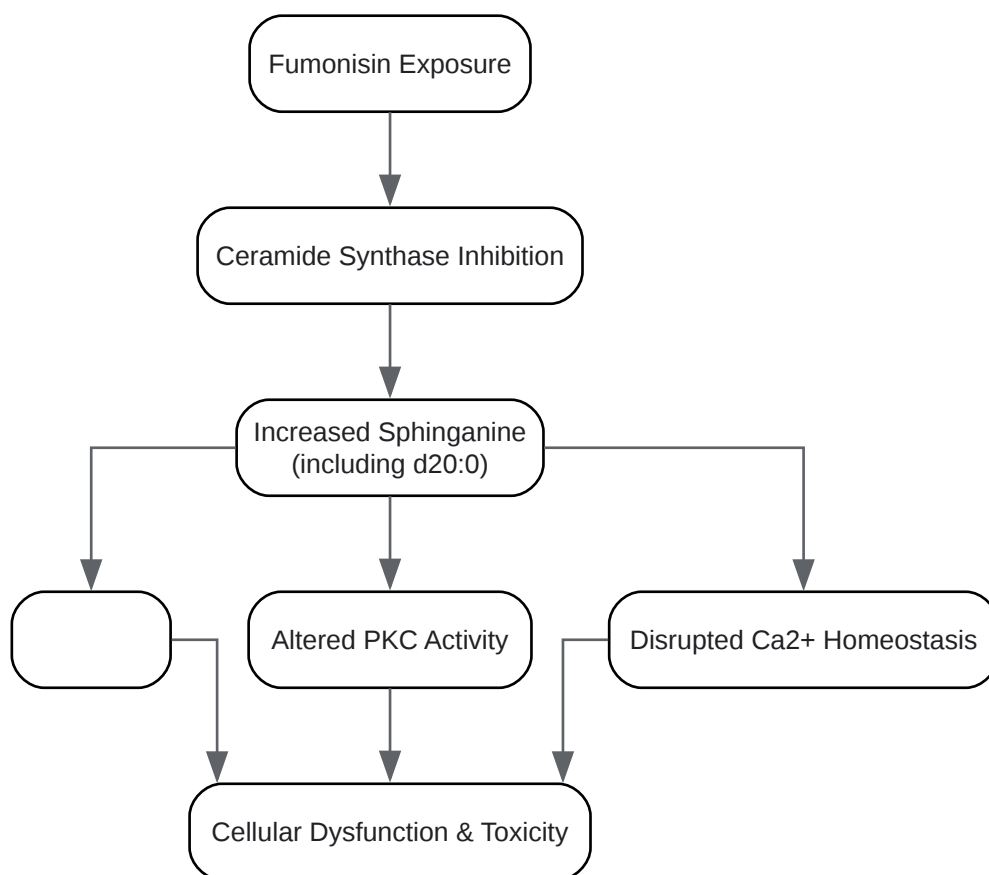 Fumonisin Exposure
Ceramide Synthase Inhibition
Increased Sphinganine
(including d20:0)
Altered PKC Activity
Disrupted Ca2+ Homeostasis
Cellular Dysfunction & Toxicity